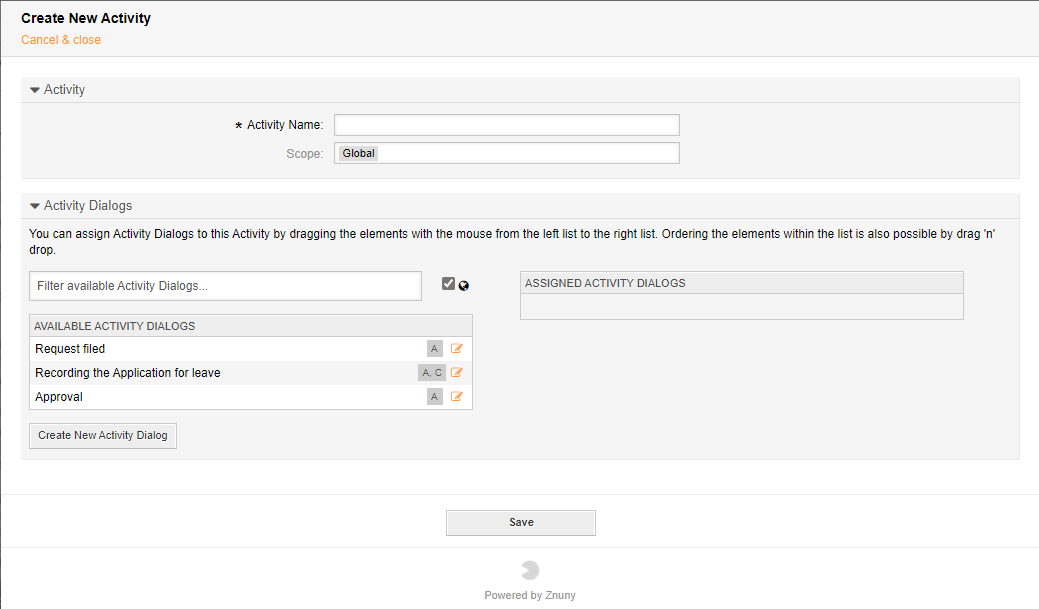 Create New Activity
Cancel & close
Activity
* Activity Name:
Scope:
Global
Activity Dialogs
You can assign Activity Dialogs to this Activity by dragging the elements with the mouse from the left list to the right list. Ordering the elements within the list is also possible by drag 'n'
drop.
Filter available Activity Dialogs...
ASSIGNED ACTIVITY DIALOGS
AVAILABLE ACTIVITY DIALOGS
Request filed A
Recording the Application for leave A, C
Approval A
Create New Activity Dialog
Save
Powered by Znuny